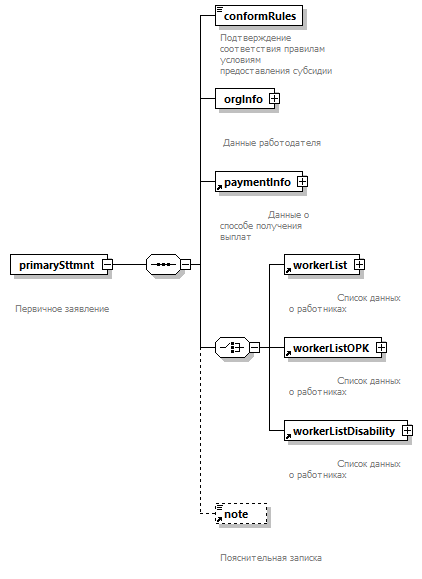 conformRules
Подтверждение
соответствия правилам
условиям
предоставления субсидии
orgInfo
Данные работодателя
paymentInfo
Данные о
способе получения
выплат
primarySttmnt
Первичное заявление
workerList
Список данных
о работниках
workerListOPK
Список данных
о работниках
workerListDisability
Список данных
о работниках
note
Пояснительная записка